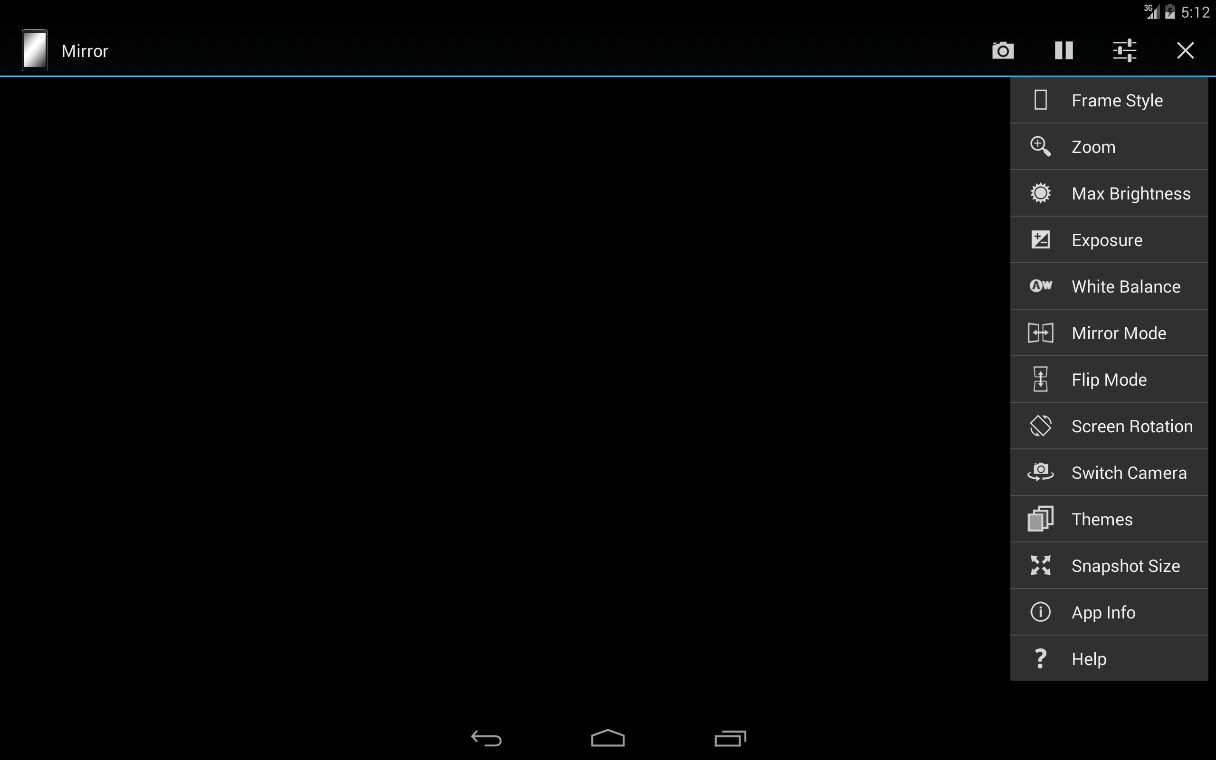 3G 5:12
Mirror
Frame Style
Zoom
Max Brightness
Exposure
AW White Balance
Mirror Mode
Flip Mode
Screen Rotation
Switch Camera
Themes
Snapshot Size
App Info
? Help